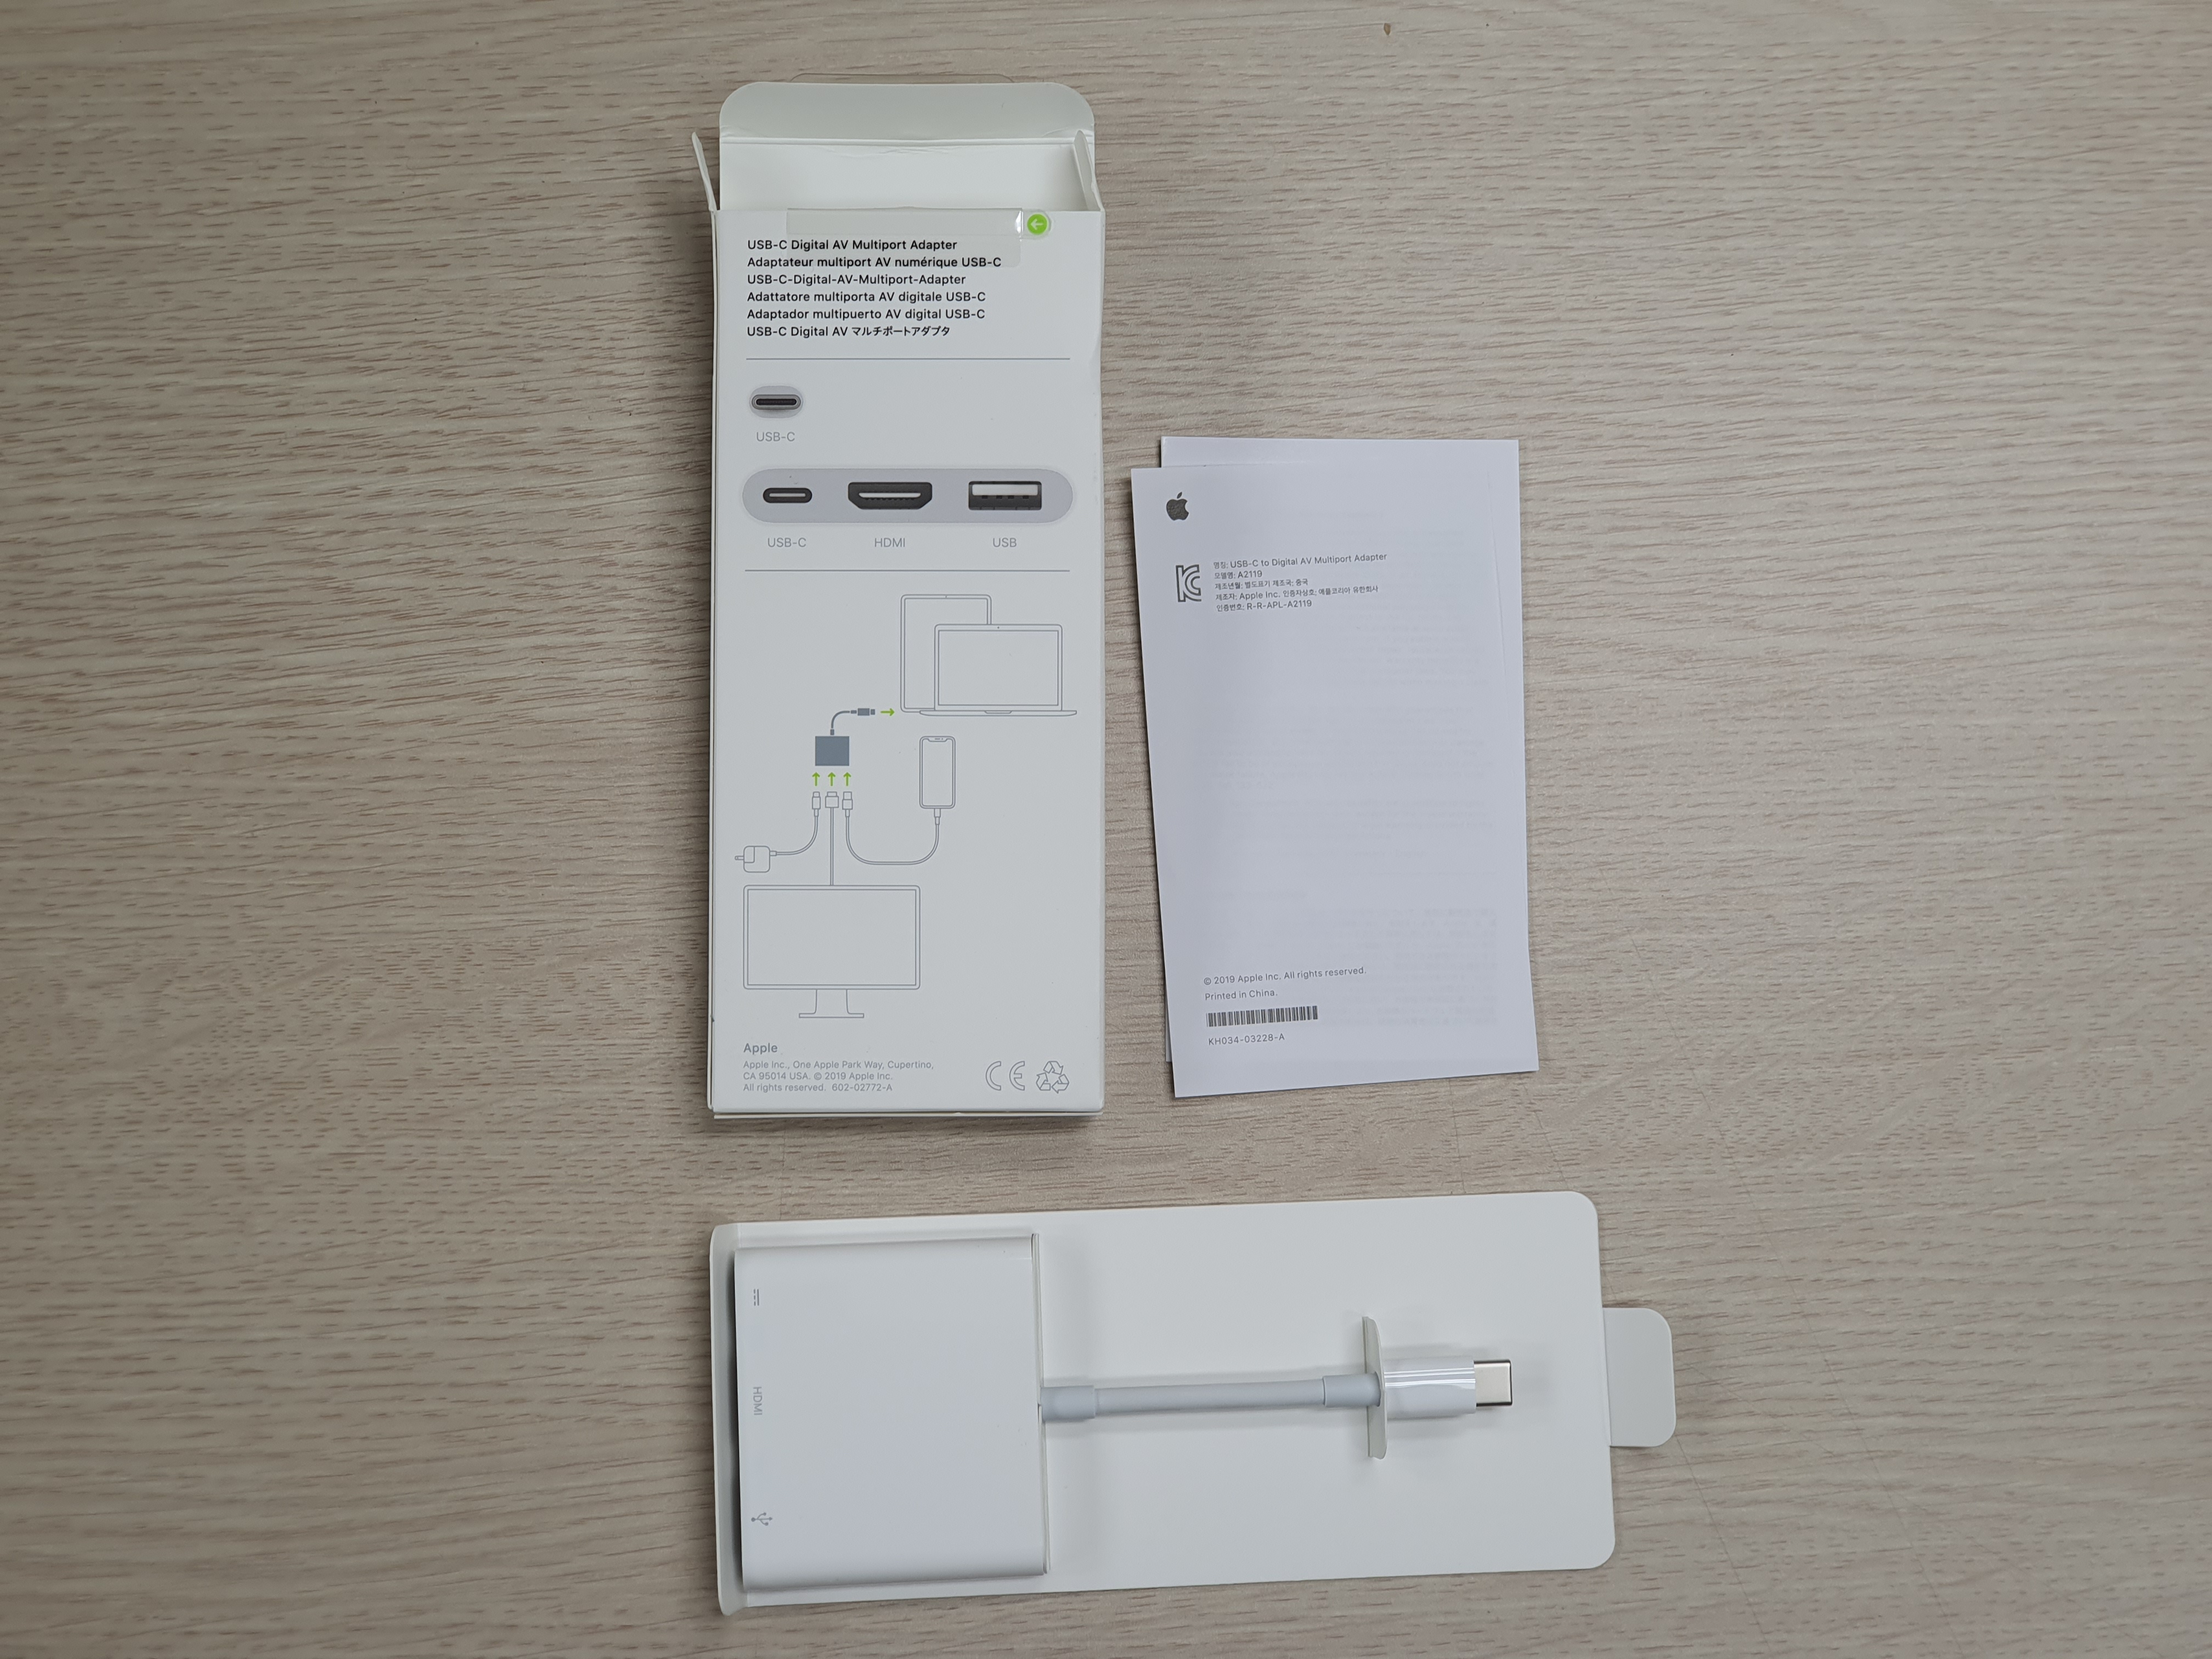 USB-C Digital AV Multiport Adapter
Adaptateur multiport AV numérique USB-C
USB-C-Digital-AV-Multiport-Adapter
Adattatore multiporta AV digitale USB-C
Adaptador multipuerto AV digital USB-C
USB-C Digital AV マルチポートアダプタ
USB-C
USB-C
HDMI
USB
Apple
Apple Inc., One Apple Park Way, Cupertino,
CA 95014 USA. © 2019 Apple Inc.
All rights reserved. 602-02772-A
CE
명칭: USB-C to Digital AV Multiport Adapter
모델명: A2119
제조년월: 별도표기 제조국: 중국
제조자: Apple Inc. 인증자상호: 애플코리아 유한회사
인증번호: R-R-APL-A2119
© 2019 Apple Inc. All rights reserved.
Printed in China.
KH034-03228-A
HDMI